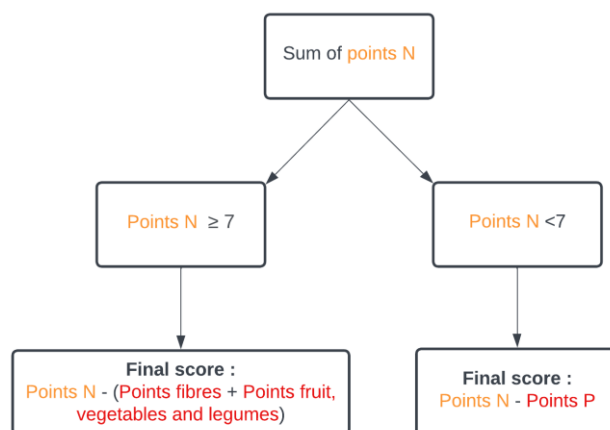 Sum of points N
Points N ≥ 7
Points N <7
Final score :
Points N - (Points fibres + Points fruit,
vegetables and legumes)
Final score :
Points N - Points P